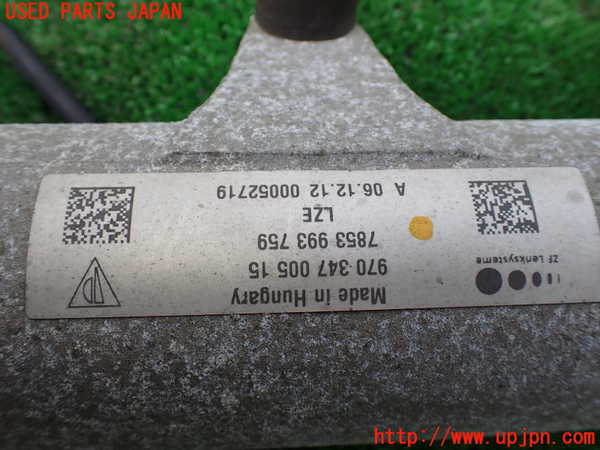 USED PARTS JAPAN
Made in Hungary
970 347 005 15
7853 993 759
LZE
A 06.12.12 00052719
ZF Lenksysteme
http://www.upjpn.com/